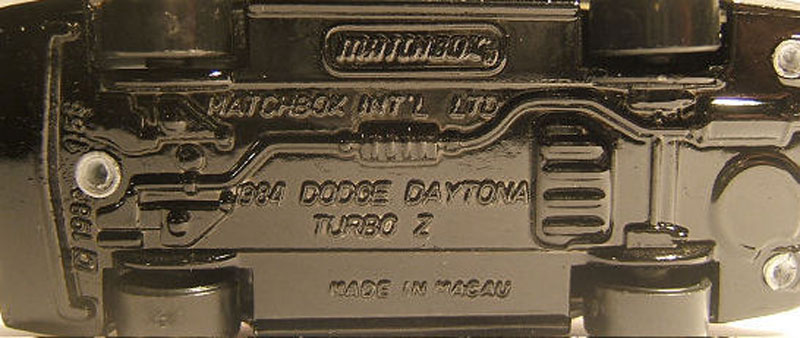 MATCHBOX
MATCHBOX INT'L LTD
1984 DODGE DAYTONA
TURBO Z
MADE IN MACAU
©